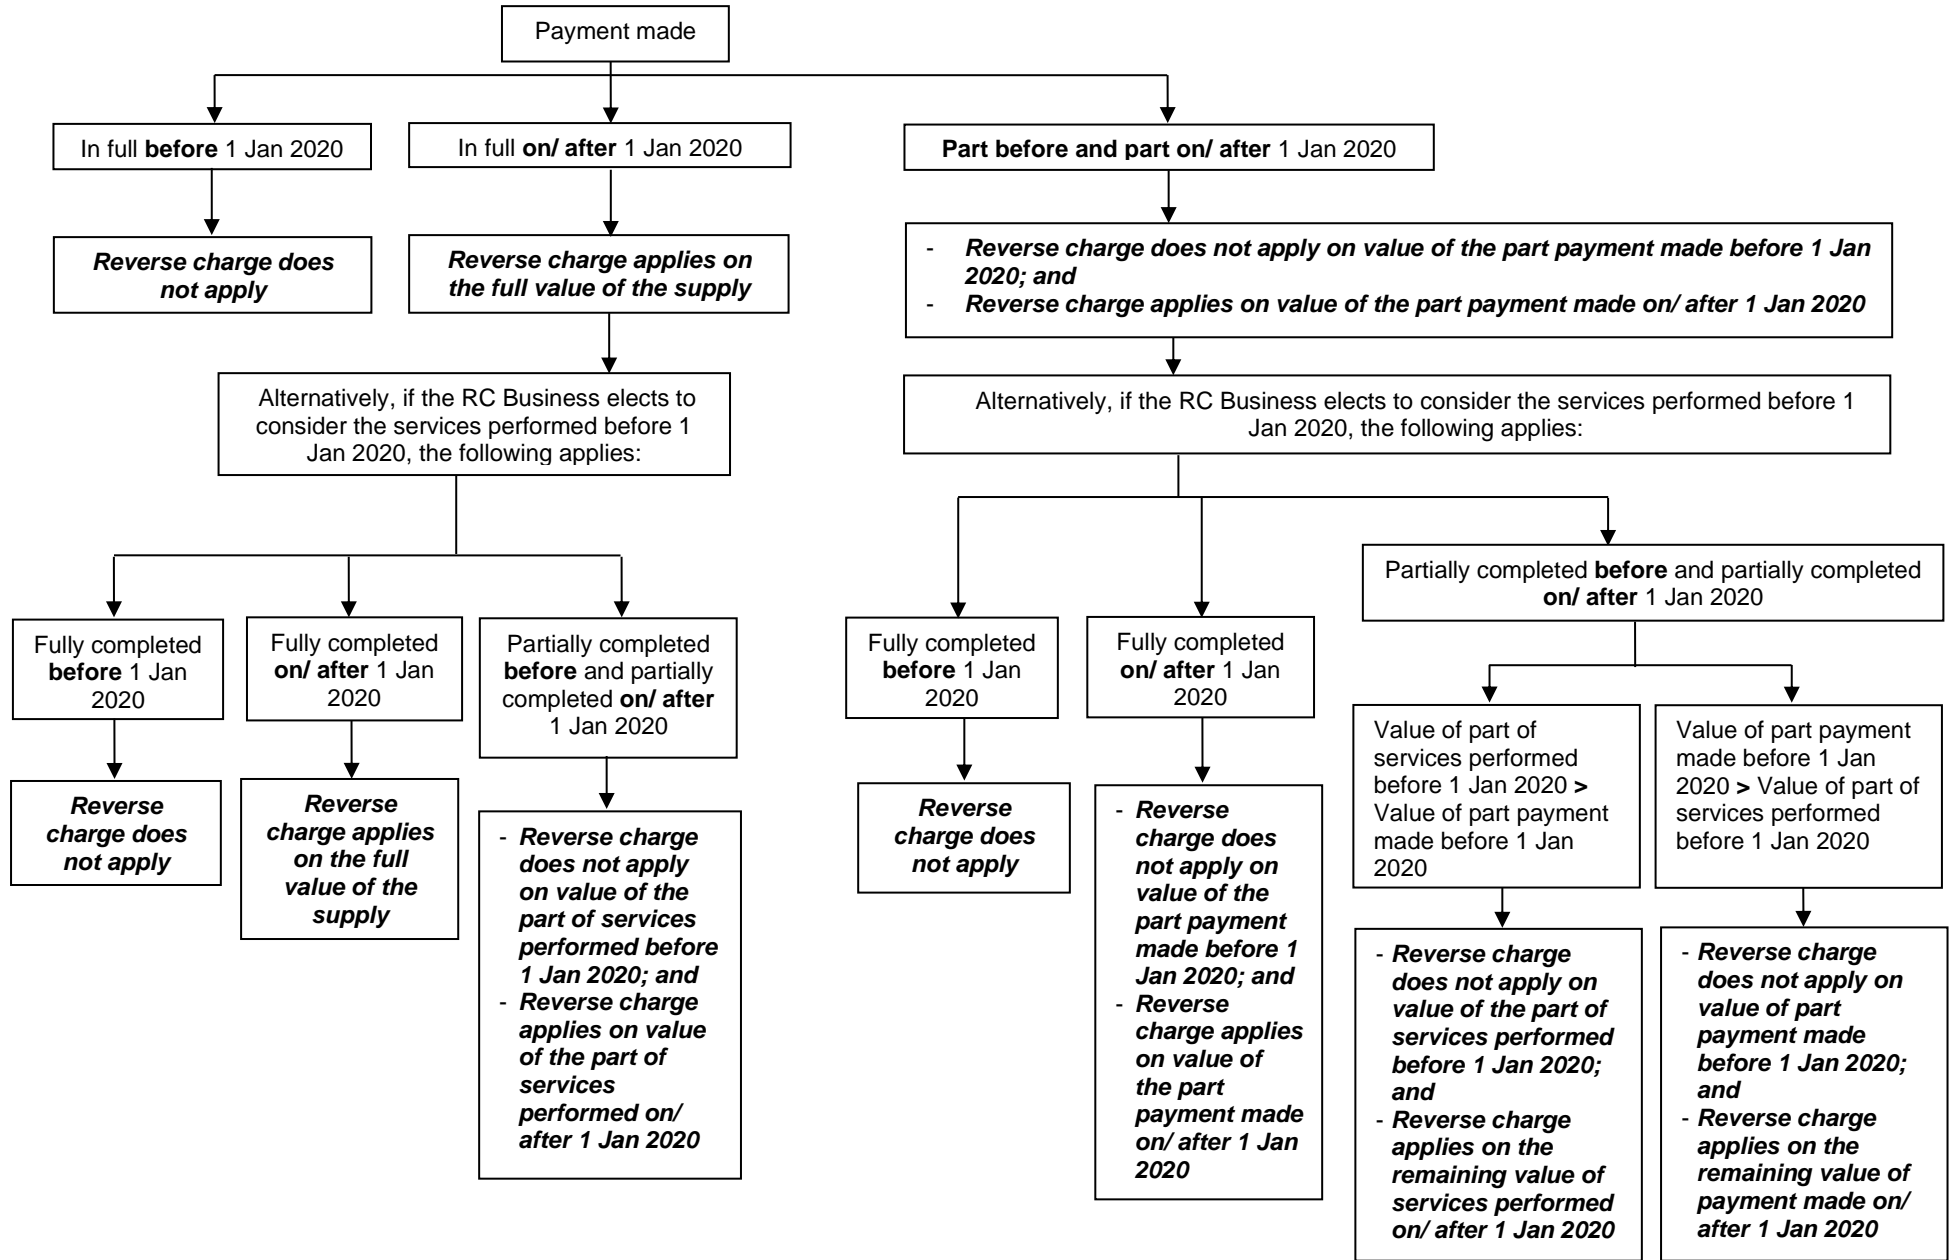 Payment made
In full before 1 Jan 2020
In full on/ after 1 Jan 2020
Part before and part on/ after 1 Jan 2020
Reverse charge does
not apply
Reverse charge applies on
the full value of the supply
- Reverse charge does not apply on value of the part payment made before 1 Jan
2020; and
- Reverse charge applies on value of the part payment made on/ after 1 Jan 2020
Alternatively, if the RC Business elects to
consider the services performed before 1
Jan 2020, the following applies:
Alternatively, if the RC Business elects to consider the services performed before 1
Jan 2020, the following applies:
Fully completed
before 1 Jan
2020
Fully completed
on/ after 1 Jan
2020
Partially completed
before and partially
completed on/ after
1 Jan 2020
Reverse
charge does
not apply
Reverse
charge applies
on the full
value of the
supply
- Reverse charge
does not apply
on value of the
part of services
performed before
1 Jan 2020; and
- Reverse charge
applies on value
of the part of
services
performed on/
after 1 Jan 2020
Fully completed
before 1 Jan
2020
Fully completed
on/ after 1 Jan
2020
Partially completed before and partially completed
on/ after 1 Jan 2020
Reverse
charge does
not apply
- Reverse
charge does
not apply on
value of the
part payment
made before 1
Jan 2020; and
- Reverse
charge applies
on value of
the part
payment made
on/ after 1 Jan
2020
Value of part of
services performed
before 1 Jan 2020 >
Value of part payment
made before 1 Jan
2020
Value of part payment
made before 1 Jan
2020 > Value of part of
services performed
before 1 Jan 2020
- Reverse charge
does not apply on
value of the part of
services performed
before 1 Jan 2020;
and
- Reverse charge
applies on the
remaining value of
services performed
on/ after 1 Jan 2020
- Reverse charge
does not apply on
value of part
payment made
before 1 Jan 2020;
and
- Reverse charge
applies on the
remaining value of
payment made on/
after 1 Jan 2020